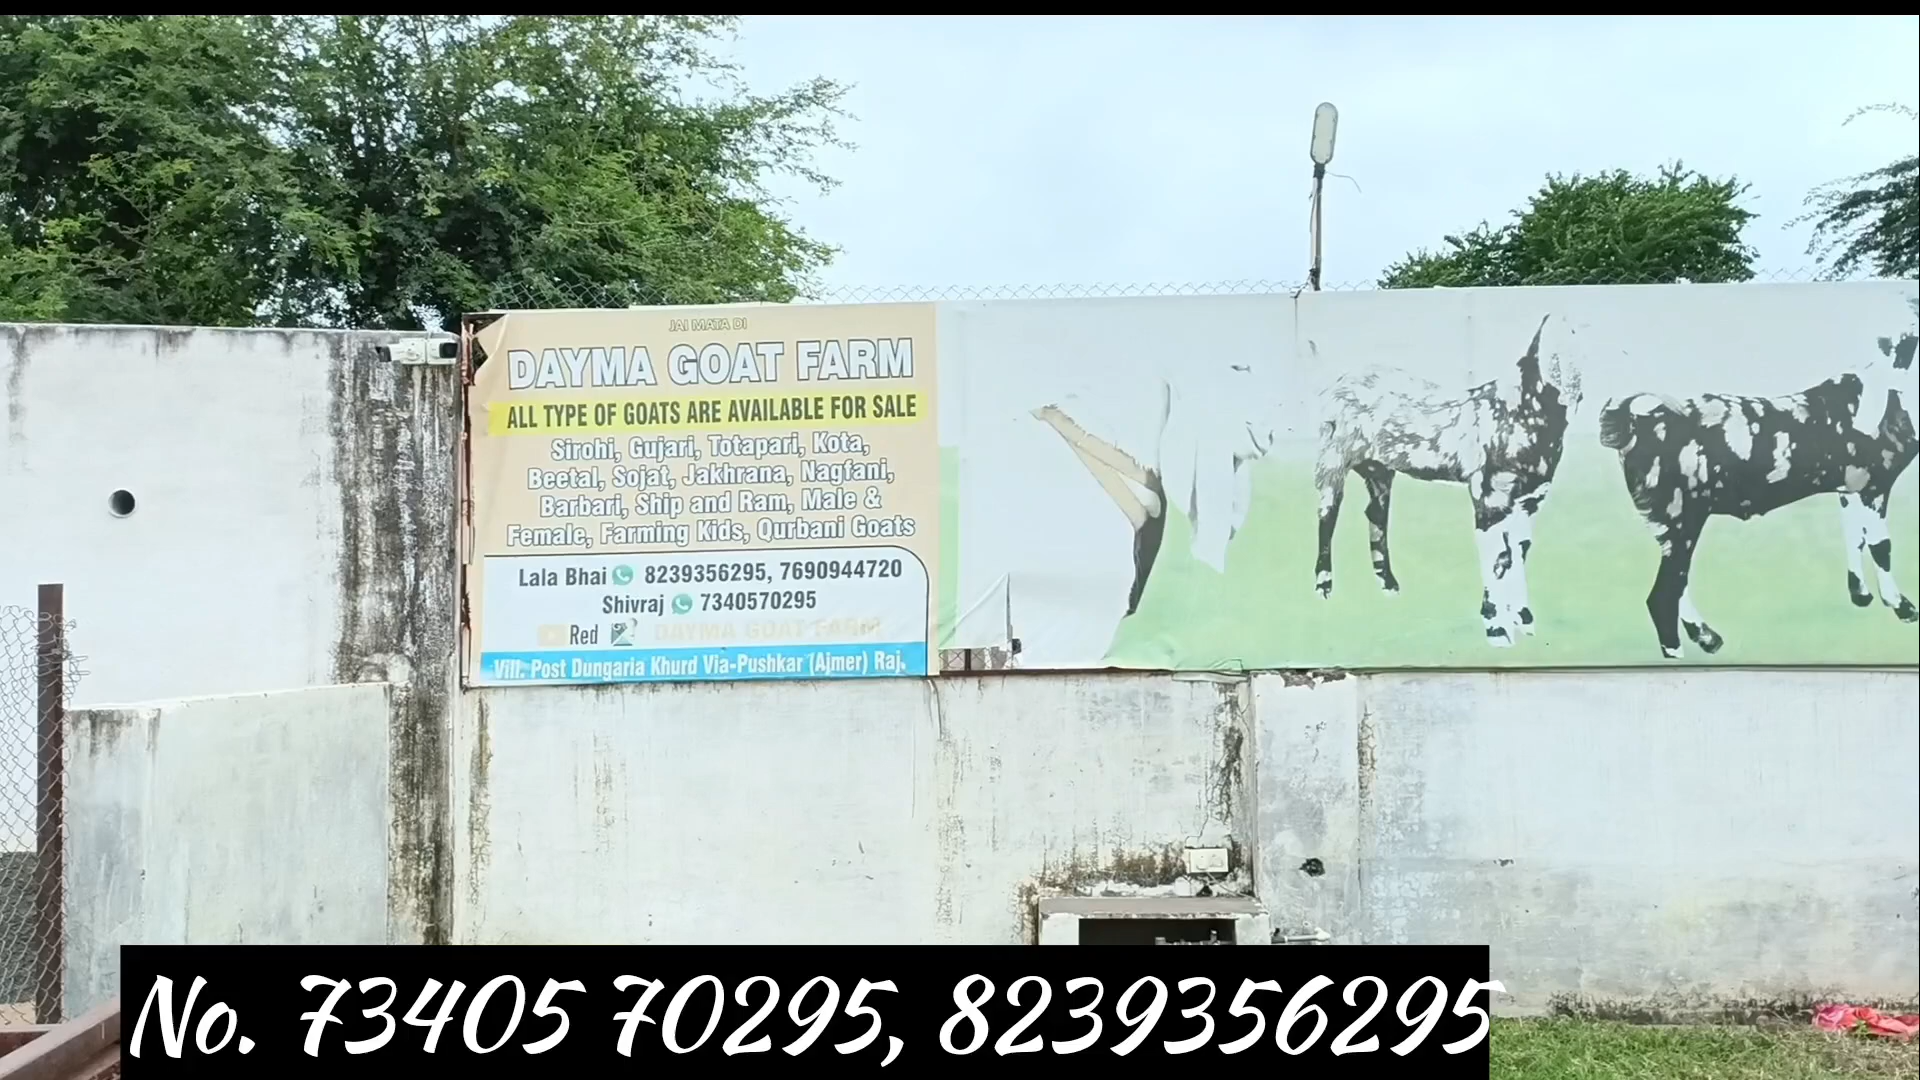 JAI MATA DI
DAYMA GOAT FARM
ALL TYPE OF GOATS ARE AVAILABLE FOR SALE
Sirohi, Gujari, Totapari, Kota,
Beetal, Sojat, Jakhrana, Nagfani,
Barbari, Ship and Ram, Male &
Female, Farming Kids, Qurbani Goats
Lala Bhai 8239356295, 7690944720
Shivraj 7340570295
Red DAYMA GOAT FARM
Vill. Post Dungaria Khurd Via-Pushkar (Ajmer) Raj.
No. 73405 70295, 8239356295